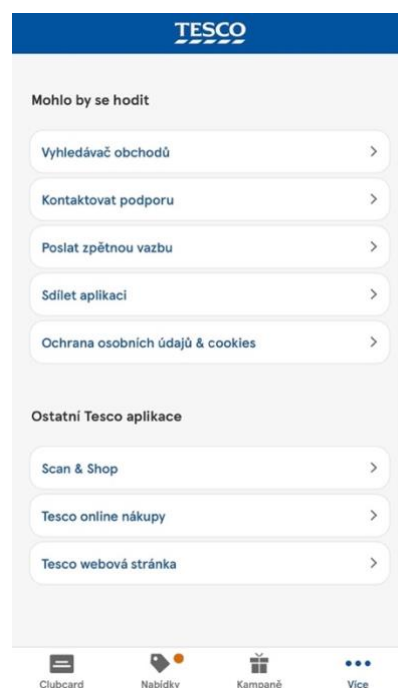 TESCO
Mohlo by se hodit
Vyhledávač obchodů
Kontaktovat podporu
Poslat zpětnou vazbu
Sdílet aplikaci
Ochrana osobních údajů & cookies
Ostatní Tesco aplikace
Scan & Shop
Tesco online nákupy
Tesco webová stránka
Clubcard Nabídky Kampaně Více